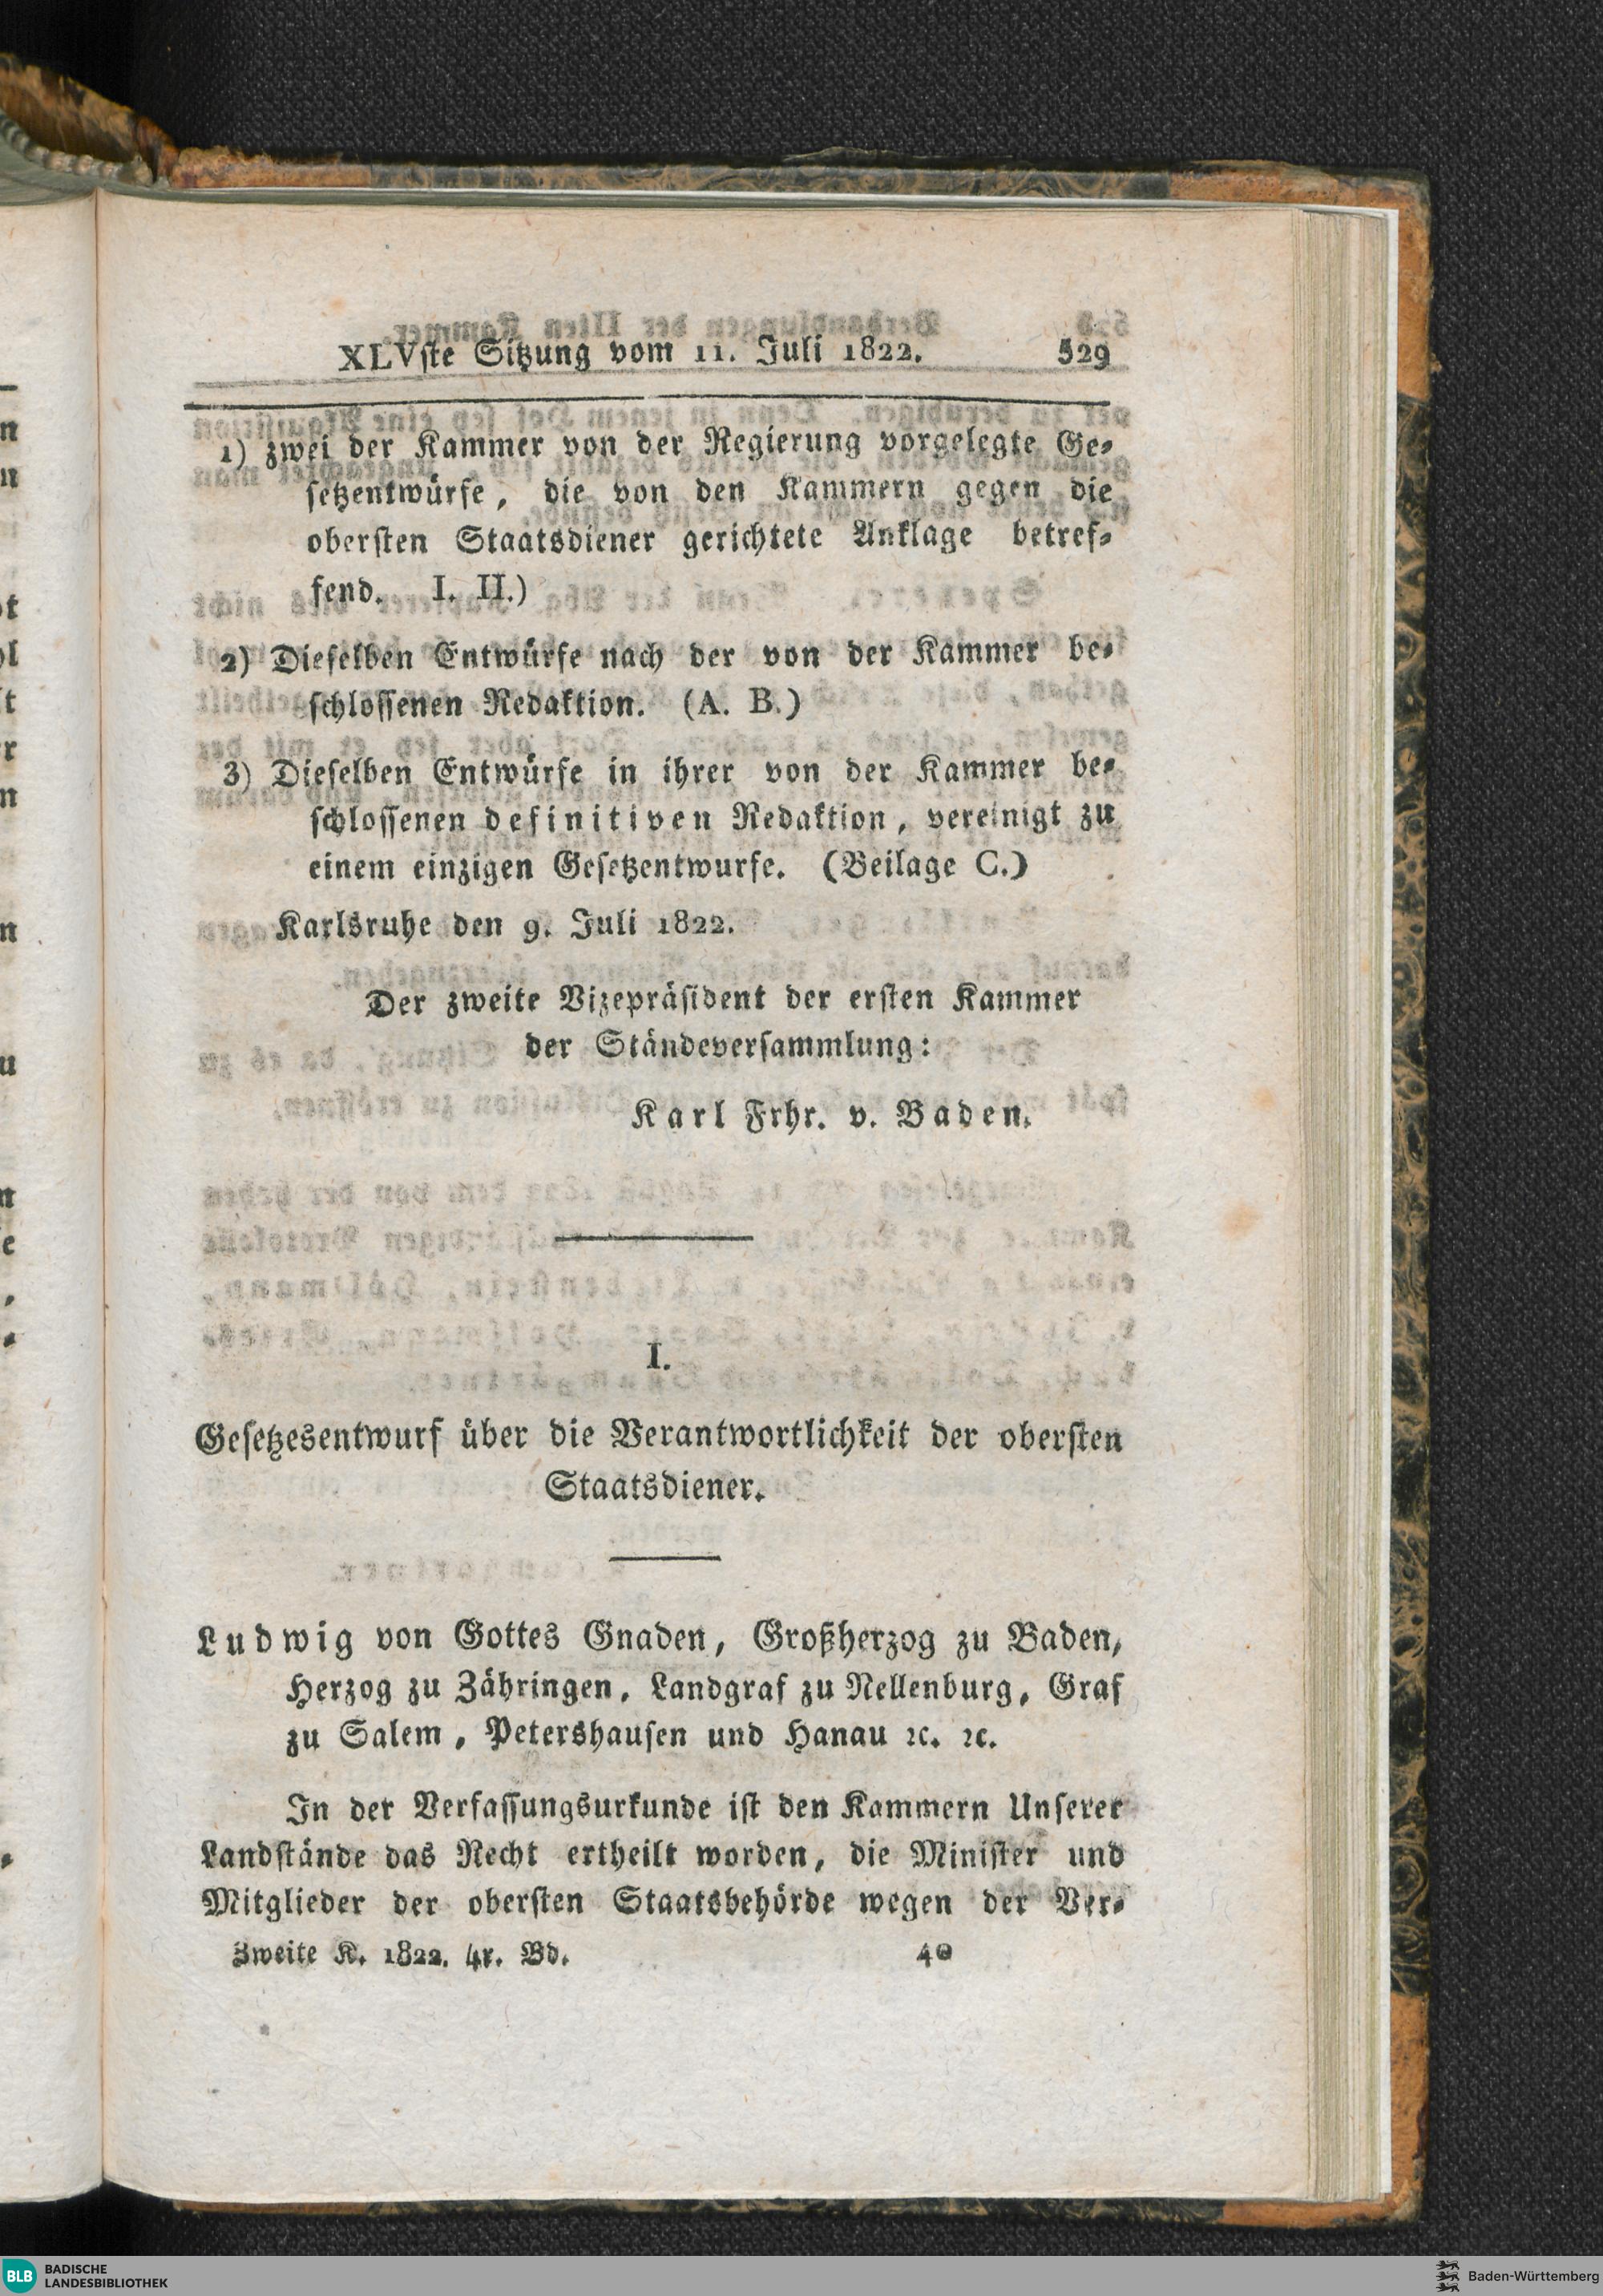 XLVste Sitzung vom 11. Juli 1822. 529
1) zwei der Kammer von der Regierung vorgelegte Ge-
setzentwürfe, die von den Kammern gegen die
obersten Staatsdiener gerichtete Anklage betref-
fend. I. II.)
2) Dieselben Entwürfe nach der von der Kammer be-
schlossenen Redaktion. (A. B.)
3) Dieselben Entwürfe in ihrer von der Kammer be-
schlossenen definitiven Redaktion, vereinigt zu
einem einzigen Gesetzentwurfe. (Beilage C.)
Karlsruhe den 9. Juli 1822.
Der zweite Vizepräsident der ersten Kammer
der Ständeversammlung:
Karl Frhr. v. Baden.
I.
Gesetzesentwurf über die Verantwortlichkeit der obersten
Staatsdiener.
Ludwig von Gottes Gnaden, Großherzog zu Baden,
Herzog zu Zähringen, Landgraf zu Nellenburg, Graf
zu Salem, Petershausen und Hanau ꝛc. ꝛc.
In der Verfassungsurkunde ist den Kammern Unserer
Landstände das Recht ertheilt worden, die Minister und
Mitglieder der obersten Staatsbehörde wegen der Ver-
Zweite K. 1822. 4r. Bd. 40
BLB BADISCHE
LANDESBIBLIOTHEK
Baden-Württemberg